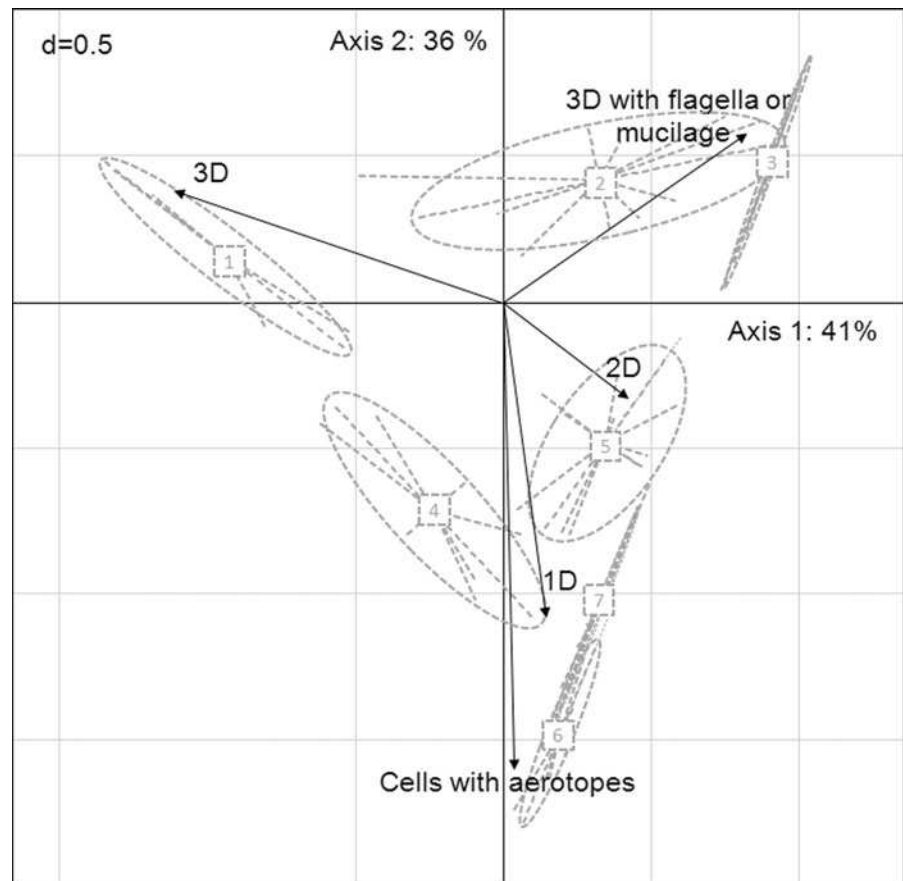 d=0.5
Axis 2: 36 %
3D with flagella or
mucilage
3
2
3D
1
Axis 1: 41%
2D
5
4
1D
7
6
Cells with aerotopes